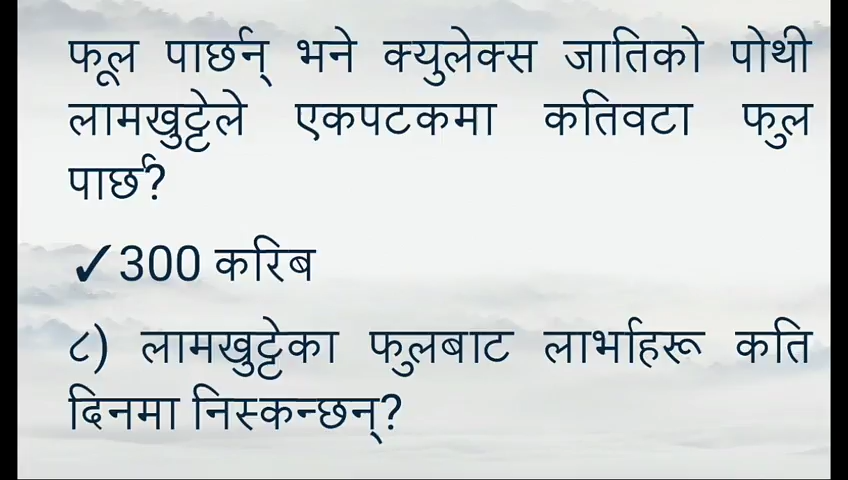 फूल पार्छन् भने क्युलेक्स जातिको पोथी
लामखुट्टेले एकपटकमा कतिवटा फुल
पार्छ?
✓300 करिब
८) लामखुट्टेका फुलबाट लार्भाहरू कति
दिनमा निस्कन्छन्?